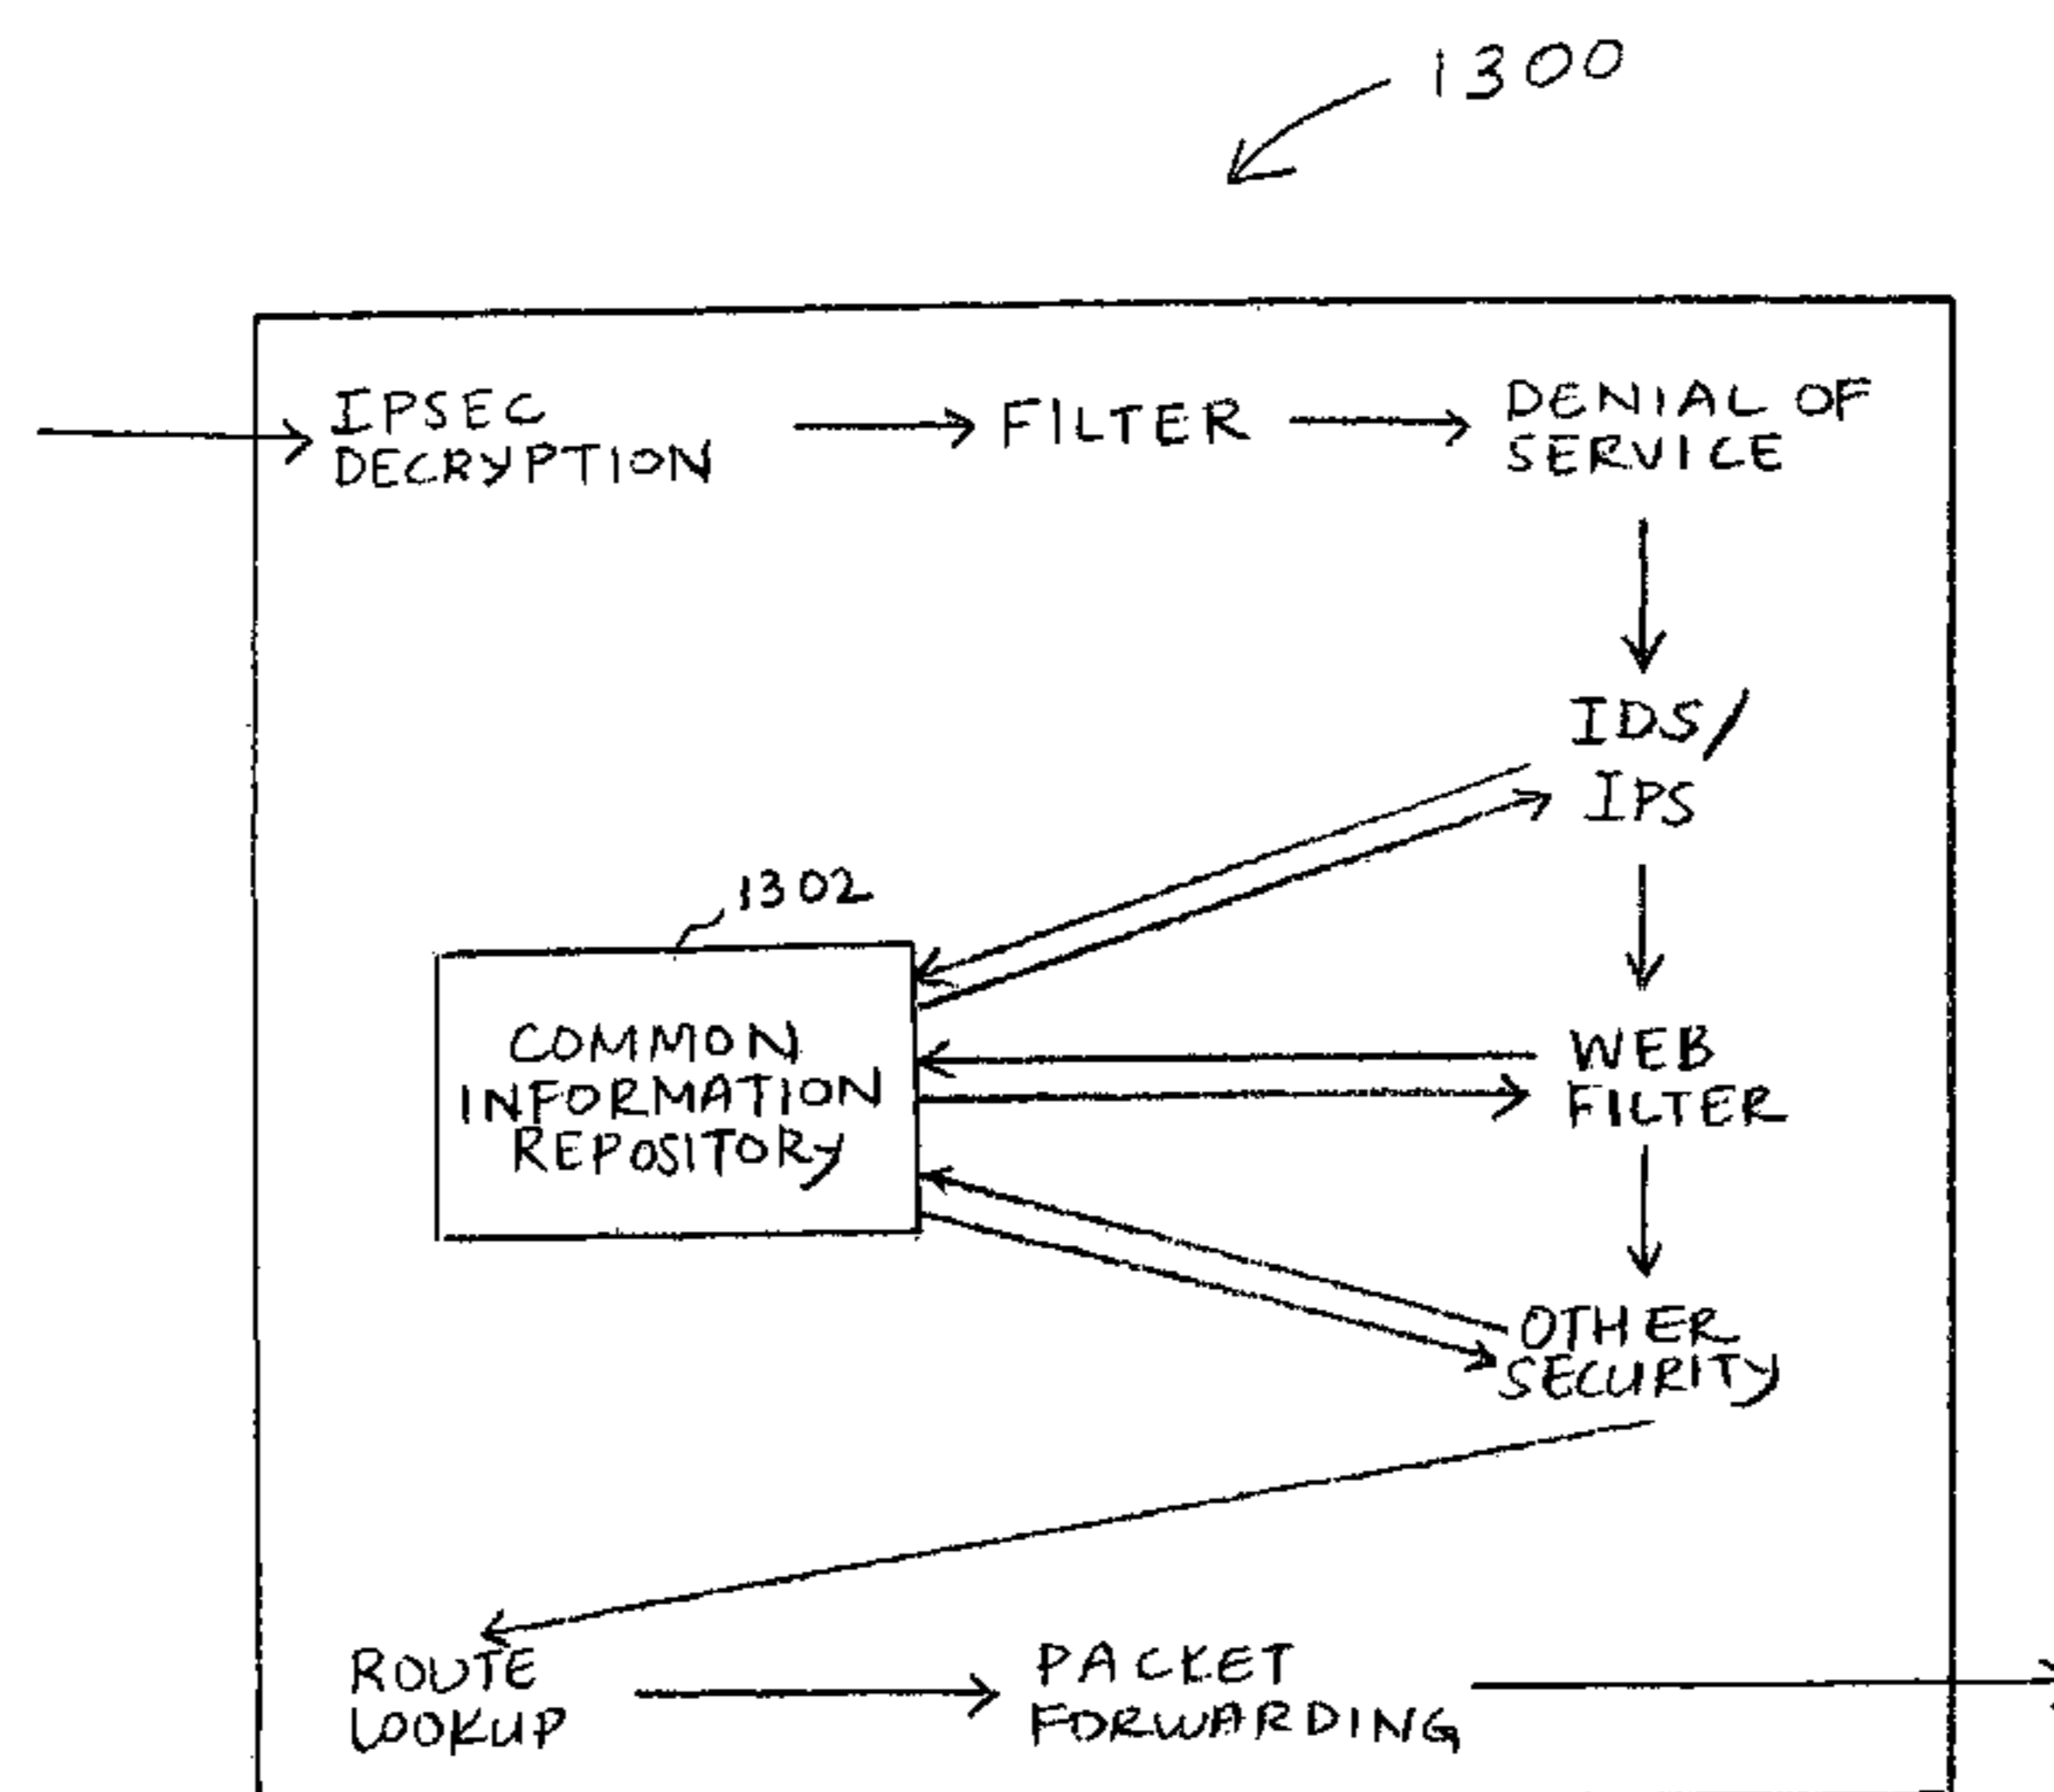 1300
IPSEC
DECRYPTION
FILTER
DENIAL OF
SERVICE
IDS/
IPS
1302
COMMON
INFORMATION
REPOSITORY
WEB
FILTER
OTHER
SECURITY
ROUTE
LOOKUP
PACKET
FORWARDING